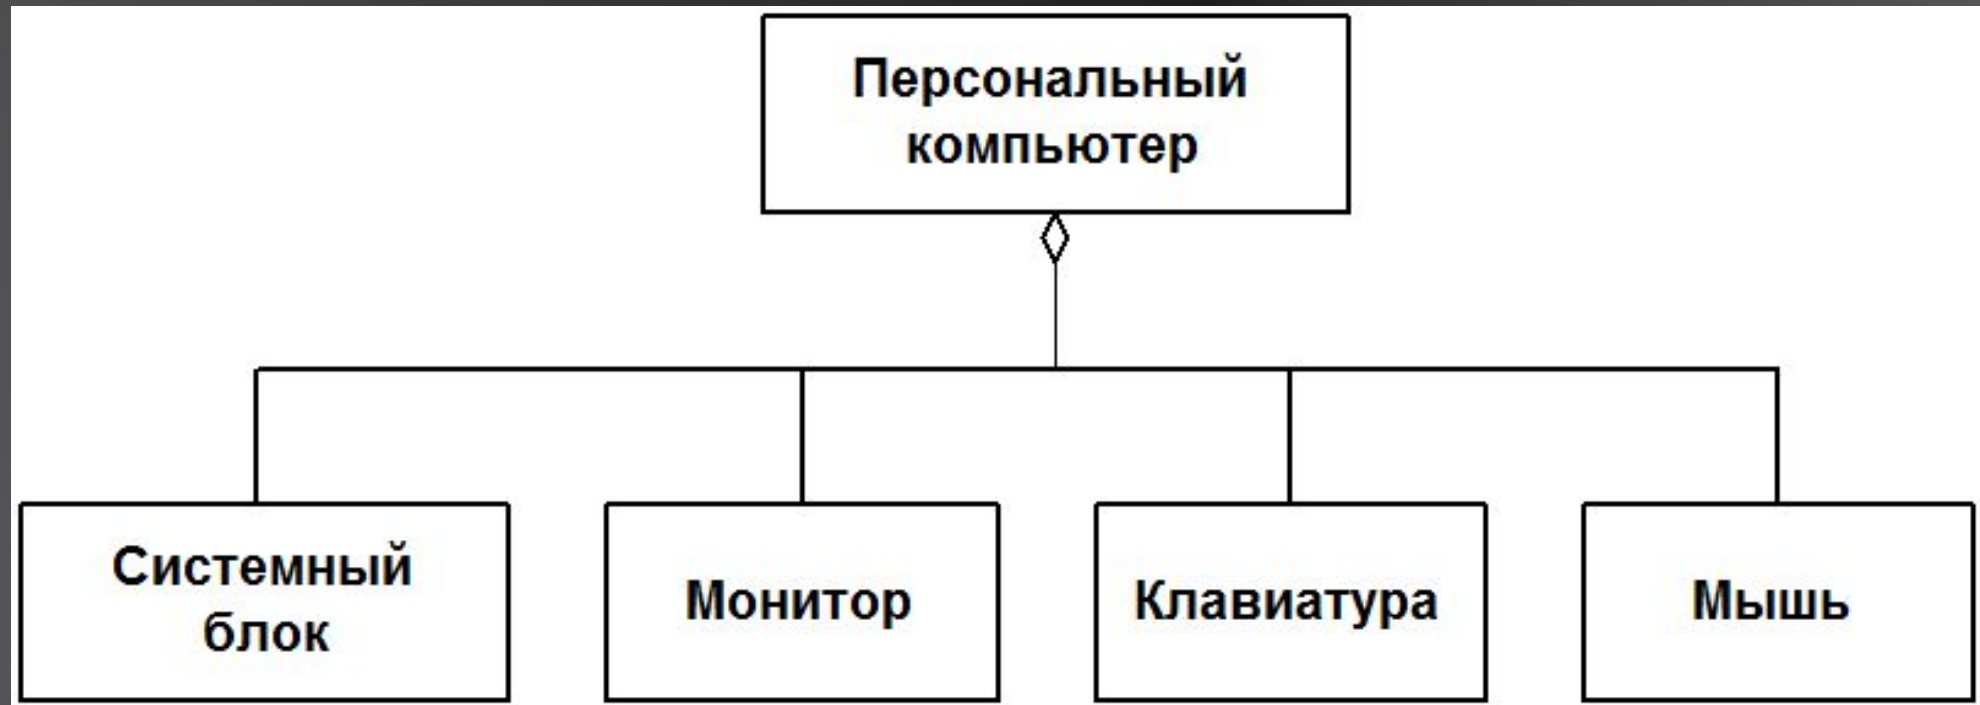 Персональный
компьютер
Системный
блок
Монитор
Клавиатура
Мышь